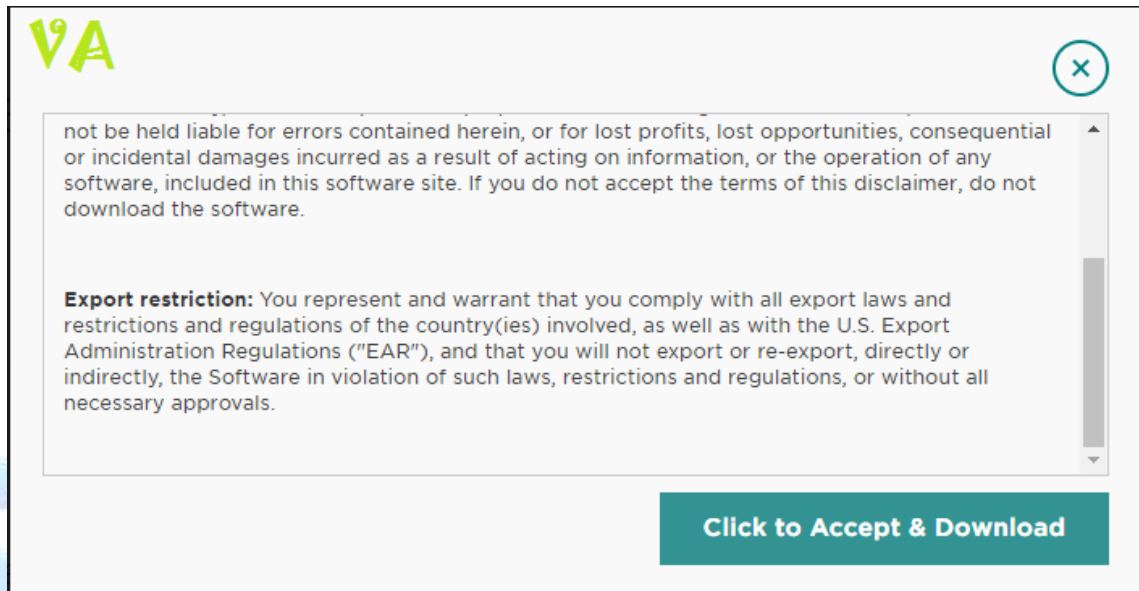 VA
not be held liable for errors contained herein, or for lost profits, lost opportunities, consequential
or incidental damages incurred as a result of acting on information, or the operation of any
software, included in this software site. If you do not accept the terms of this disclaimer, do not
download the software.
Export restriction: You represent and warrant that you comply with all export laws and
restrictions and regulations of the country(ies) involved, as well as with the U.S. Export
Administration Regulations ("EAR"), and that you will not export or re-export, directly or
indirectly, the Software in violation of such laws, restrictions and regulations, or without all
necessary approvals.
Click to Accept & Download